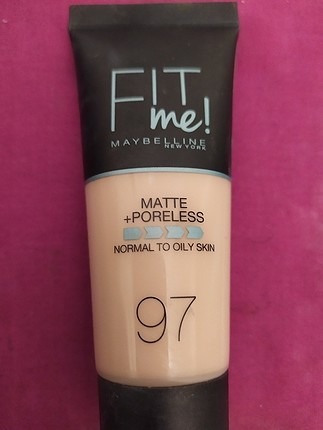 FIT
me!
MAYBELLINE
NEW YORK
MATTE
+PORELESS
NORMAL TO OILY SKIN
97